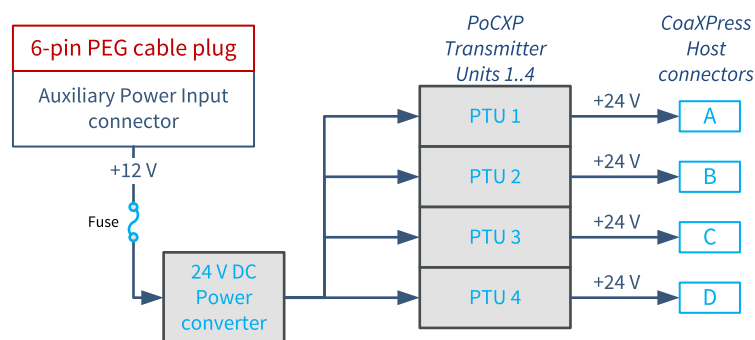 6-pin PEG cable plug
Auxiliary Power Input
connector
+12 V
Fuse
24 V DC
Power
converter
PoCXP
Transmitter
Units 1..4
PTU 1
PTU 2
PTU 3
PTU 4
+24 V
+24 V
+24 V
+24 V
CoaXPress
Host
connectors
A
B
C
D